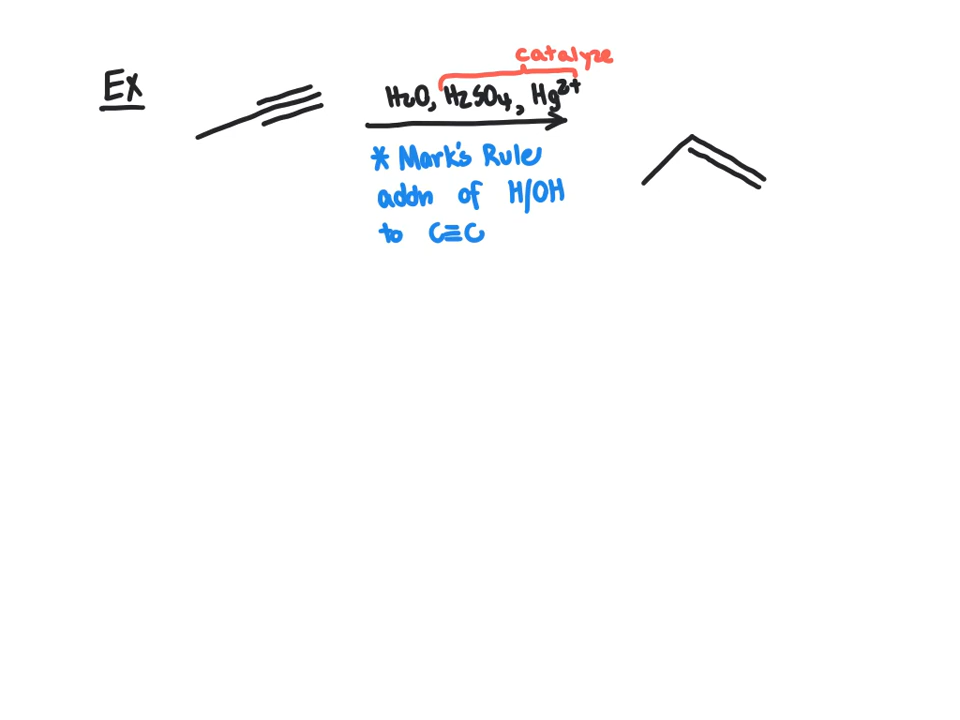 catalyze
Ex
H₂O, H₂SO₄, Hg²⁺
* Mark's Rule
addn of H/OH
to C≡C